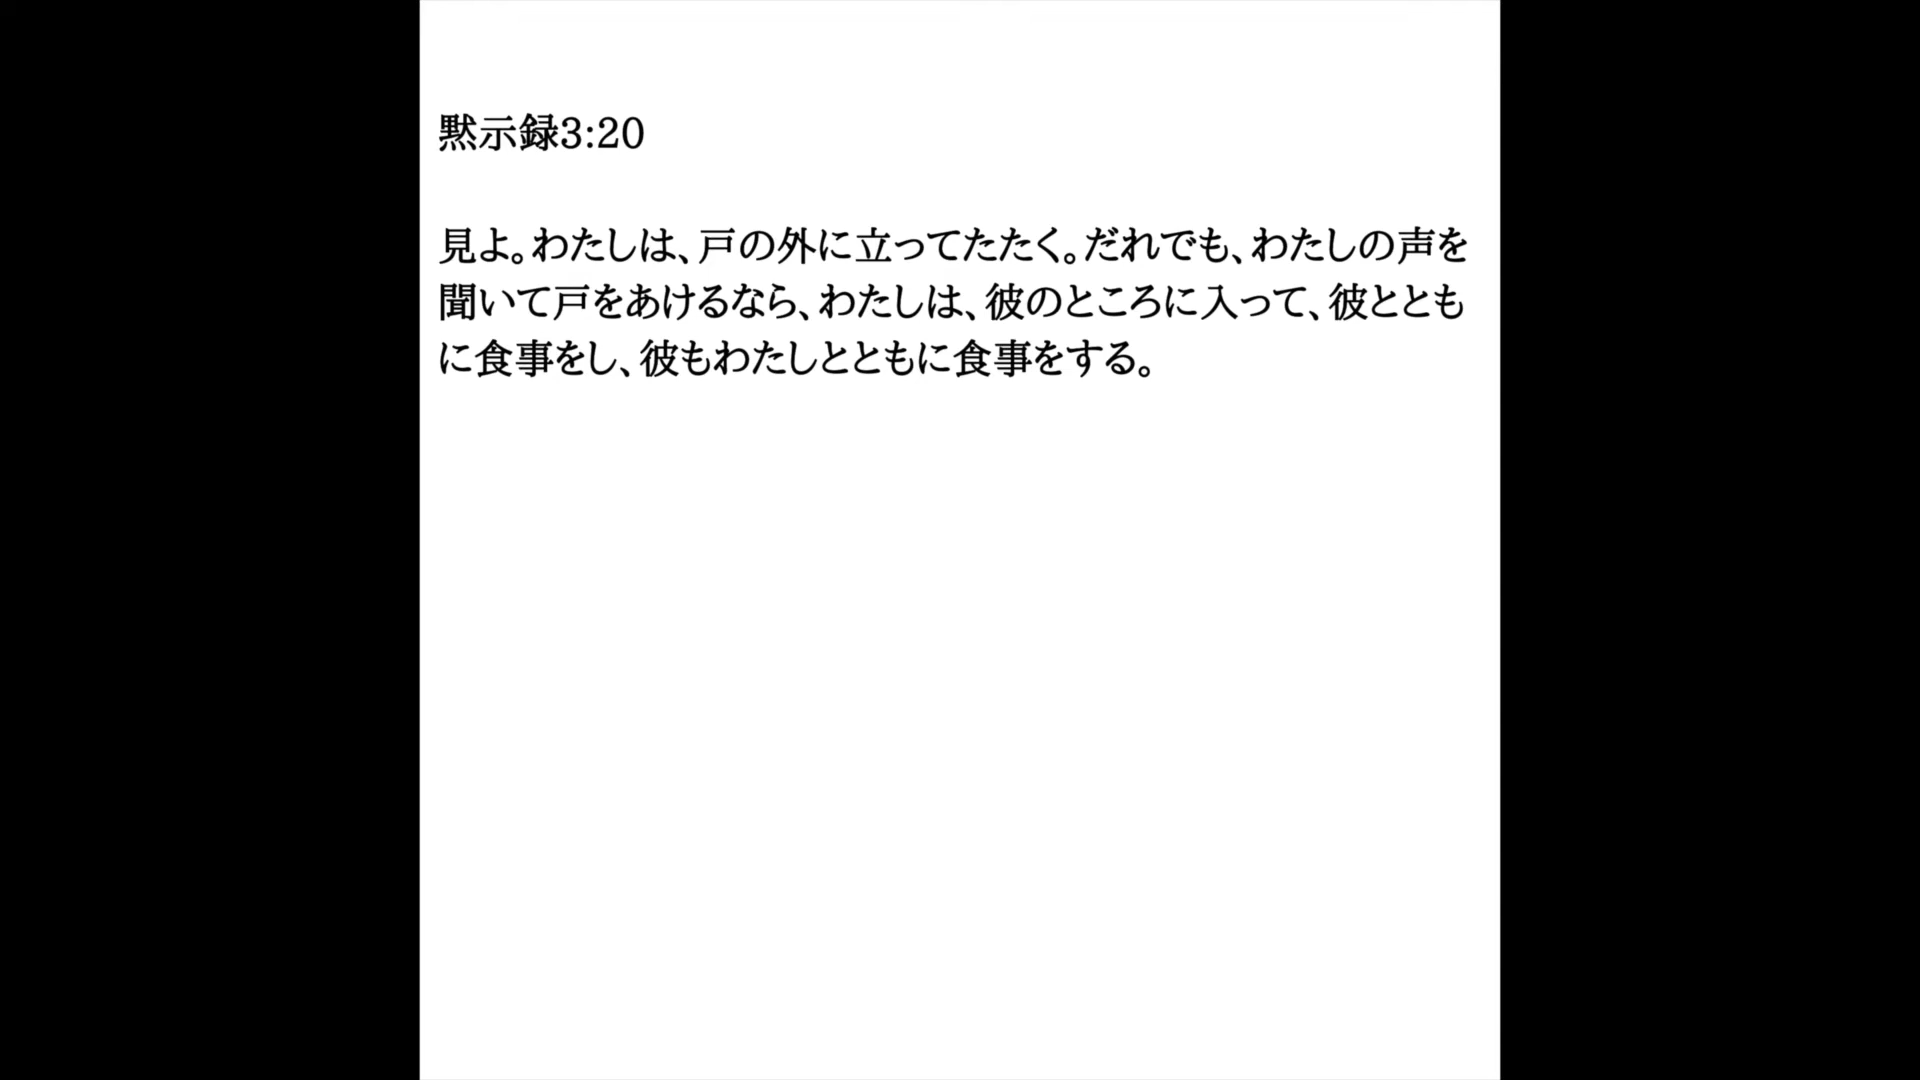 黙示録3:20
見よ。わたしは、戸の外に立ってたたく。だれでも、わたしの声を
聞いて戸をあけるなら、わたしは、彼のところに入って、彼ととも
に食事をし、彼もわたしとともに食事をする。